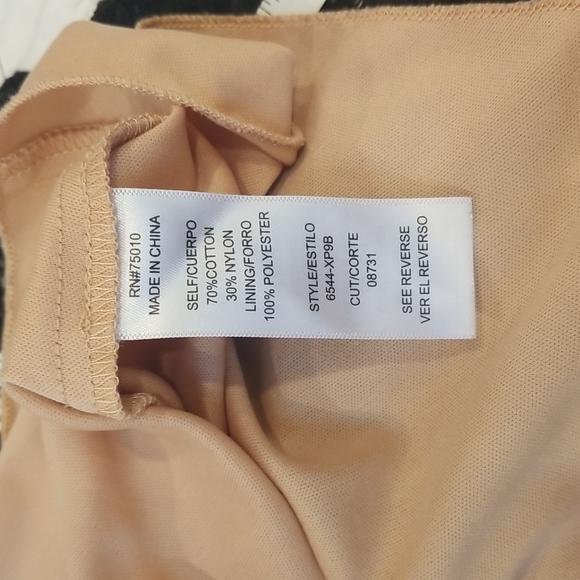 RN#75010
MADE IN CHINA
SELF/CUERPO
70%COTTON
30% NYLON
LINING/FORRO
100% POLYESTER
STYLE/ESTILO
6544-XP9B
CUT/CORTE
08731
SEE REVERSE
VER EL REVERSO